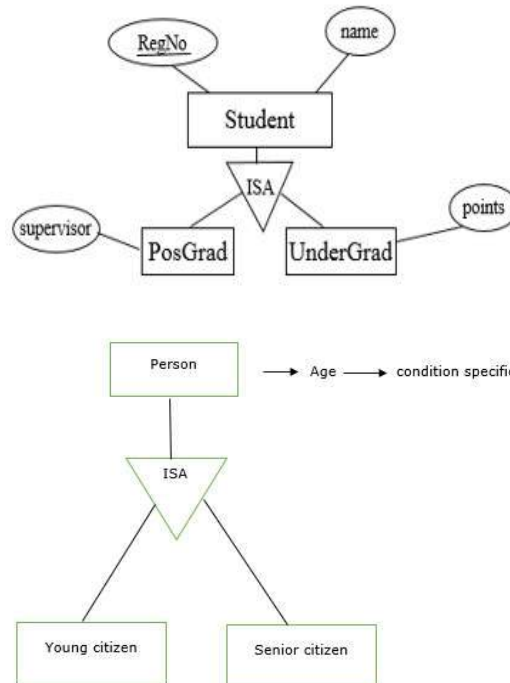 RegNo
name
Student
ISA
supervisor
points
PosGrad
UnderGrad
Person
Age
ISA
Young citizen
Senior citizen